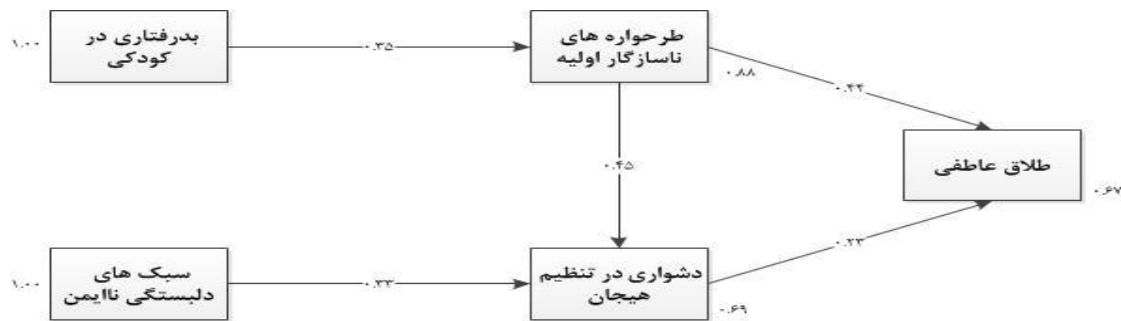 بدرفتاری در
کودکی
۱.۰۰
۰.۳۵
طرحواره های
ناسازگار اولیه
۰.۸۸
۰.۴۴
۰.۴۵
طلاق عاطفی
۰.۶۷
سبک های
دلبستگی ناایمن
۱.۰۰
۰.۳۳
دشواری در تنظیم
هیجان
۰.۶۹
۰.۲۳